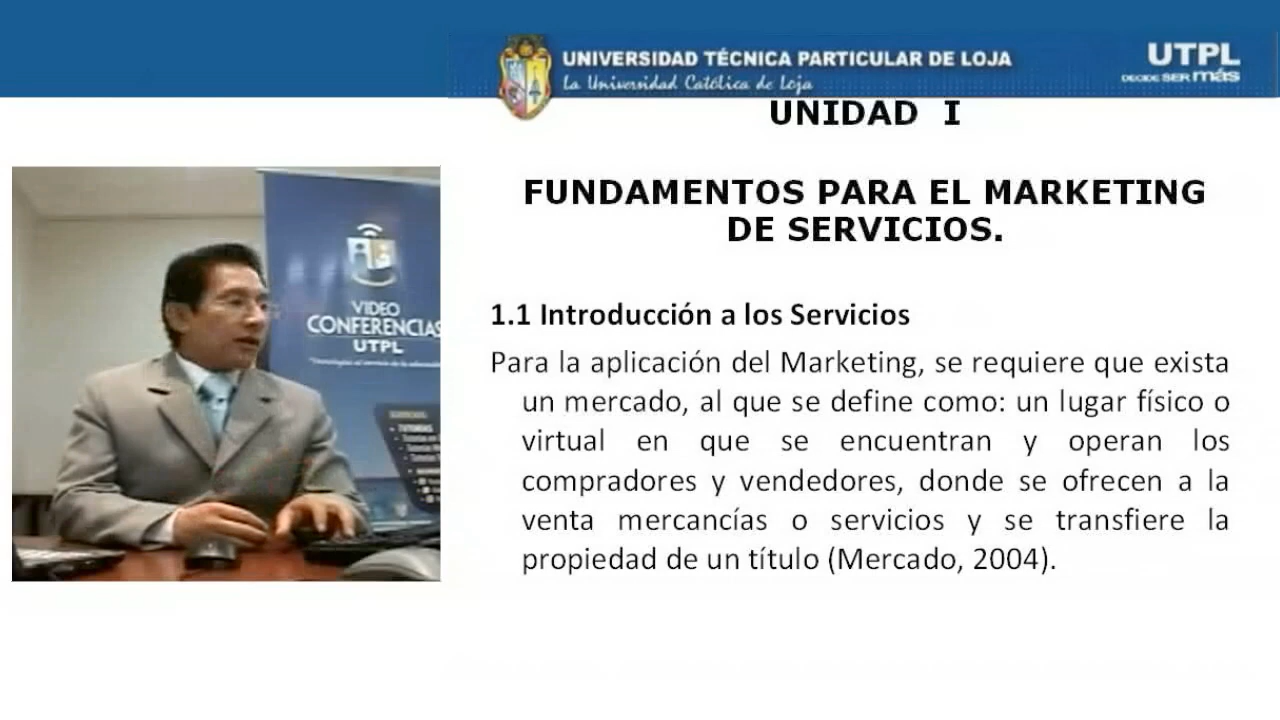 UNIVERSIDAD TÉCNICA PARTICULAR DE LOJA
La Universidad Católica de Loja
UTPL
DECIDE SER más
UNIDAD I
FUNDAMENTOS PARA EL MARKETING
DE SERVICIOS.
VIDEO
CONFERENCIAS
UTPL
1.1 Introducción a los Servicios
Para la aplicación del Marketing, se requiere que exista
un mercado, al que se define como: un lugar físico o
virtual en que se encuentran y operan los
compradores y vendedores, donde se ofrecen a la
venta mercancías o servicios y se transfiere la
propiedad de un título (Mercado, 2004).